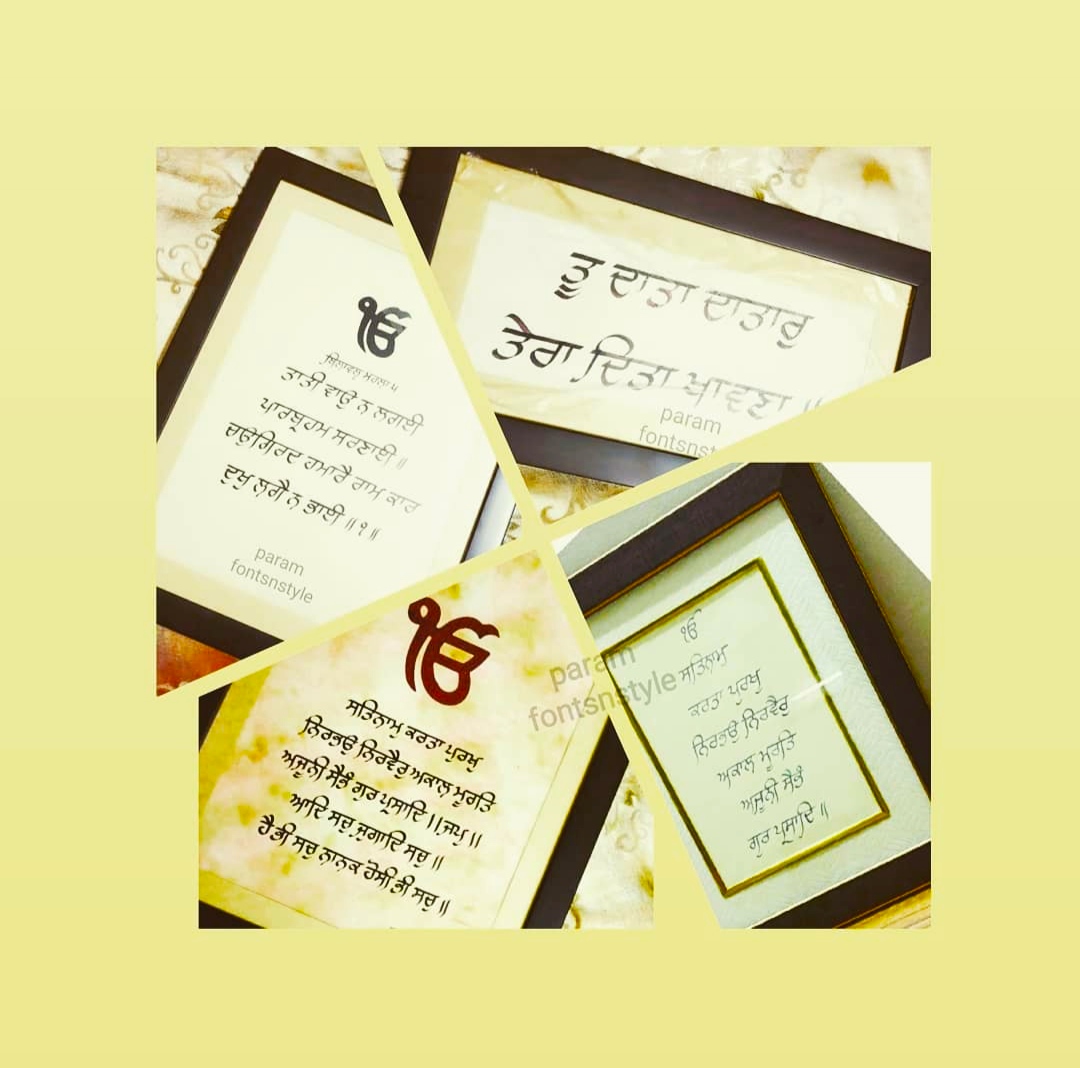 ੴ
ਬਿਲਾਵਲੁ ਮਹਲਾ ੫
ਤਾਤੀ ਵਾਉ ਨ ਲਗਈ
ਪਾਰਬ੍ਰਹਮ ਸਰਣਾਈ ॥
ਚਉਗਿਰਦ ਹਮਾਰੈ ਰਾਮ ਕਾਰ
ਦੁਖੁ ਲਗੈ ਨ ਭਾਈ ॥੧॥
param
fontsnstyle
ਤੂ ਦਾਤਾ ਦਾਤਾਰੁ
ਤੇਰਾ ਦਿਤਾ ਖਾਵਣਾ ॥
param
fontsnst
ੴ
ਸਤਿਨਾਮੁ ਕਰਤਾ ਪੁਰਖੁ
ਨਿਰਭਉ ਨਿਰਵੈਰੁ ਅਕਾਲ ਮੂਰਤਿ
ਅਜੂਨੀ ਸੈਭੰ ਗੁਰ ਪ੍ਰਸਾਦਿ ॥ਜਪੁ॥
ਆਦਿ ਸਚੁ ਜੁਗਾਦਿ ਸਚੁ ॥
ਹੈ ਭੀ ਸਚੁ ਨਾਨਕ ਹੋਸੀ ਭੀ ਸਚੁ ॥
param
fontsnstyle
ੴ
ਸਤਿਨਾਮੁ
ਕਰਤਾ ਪੁਰਖੁ
ਨਿਰਭਉ ਨਿਰਵੈਰੁ
ਅਕਾਲ ਮੂਰਤਿ
ਅਜੂਨੀ ਸੈਭੰ
ਗੁਰ ਪ੍ਰਸਾਦਿ ॥